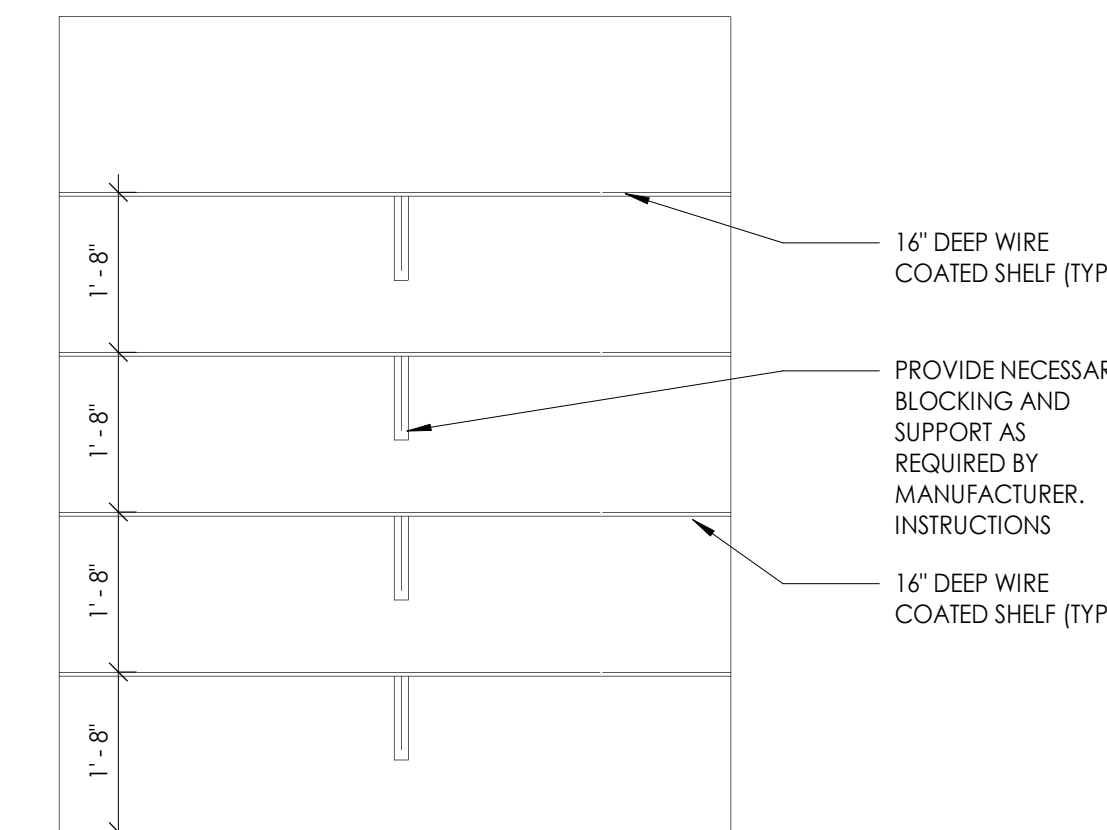 1' - 8"
16" DEEP WIRE
COATED SHELF (TYP
1' - 8"
PROVIDE NECESSAR
BLOCKING AND
SUPPORT AS
REQUIRED BY
MANUFACTURER.
INSTRUCTIONS
1' - 8"
16" DEEP WIRE
COATED SHELF (TYP
1' - 8"